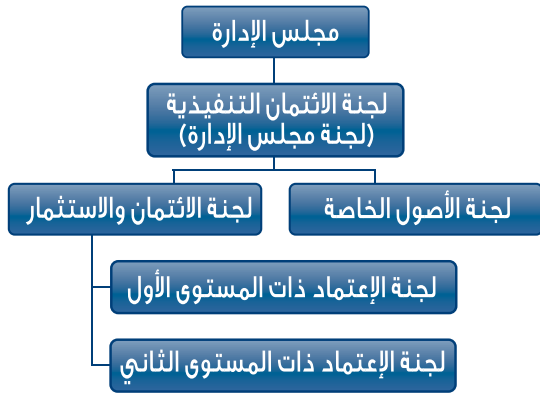 مجلس الإدارة
لجنة الائتمان التنفيذية
(لجنة مجلس الإدارة)
لجنة الأصول الخاصة
لجنة الائتمان والاستثمار
لجنة الإعتماد ذات المستوى الأول
لجنة الإعتماد ذات المستوى الثاني